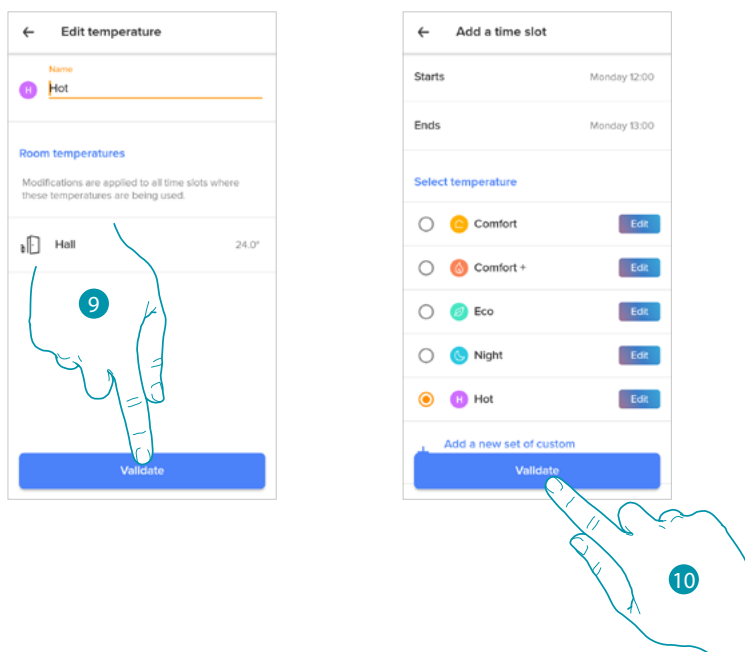 Edit temperature
Name
H
Hot
Room temperatures
Modifications are applied to all time slots where
these temperatures are being used.
Hall
24.0°
9
Validate
Add a time slot
Starts
Monday 12:00
Ends
Monday 13:00
Select temperature
Comfort
Edit
Comfort +
Edit
Eco
Edit
Night
Edit
H
Hot
Edit
+
Add a new set of custom
Validate
10